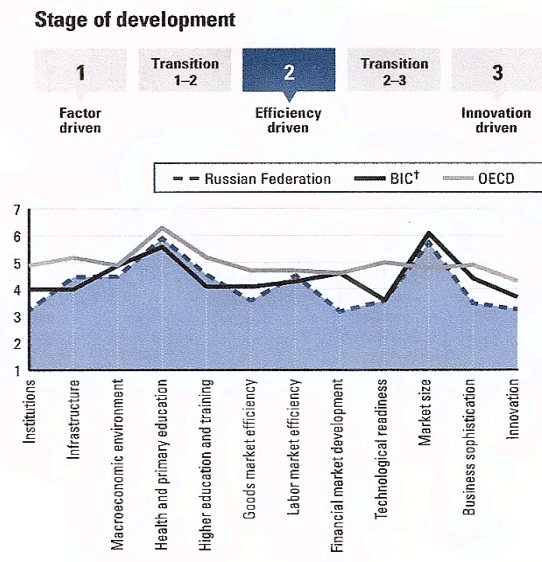 Stage of development
1
Transition
1–2
2
Transition
2–3
3
Factor
driven
Efficiency
driven
Innovation
driven
Russian Federation
BIC†
OECD
7
6
5
4
3
2
1
Institutions
Infrastructure
Macroeconomic environment
Health and primary education
Higher education and training
Goods market efficiency
Labor market efficiency
Financial market development
Technological readiness
Market size
Business sophistication
Innovation